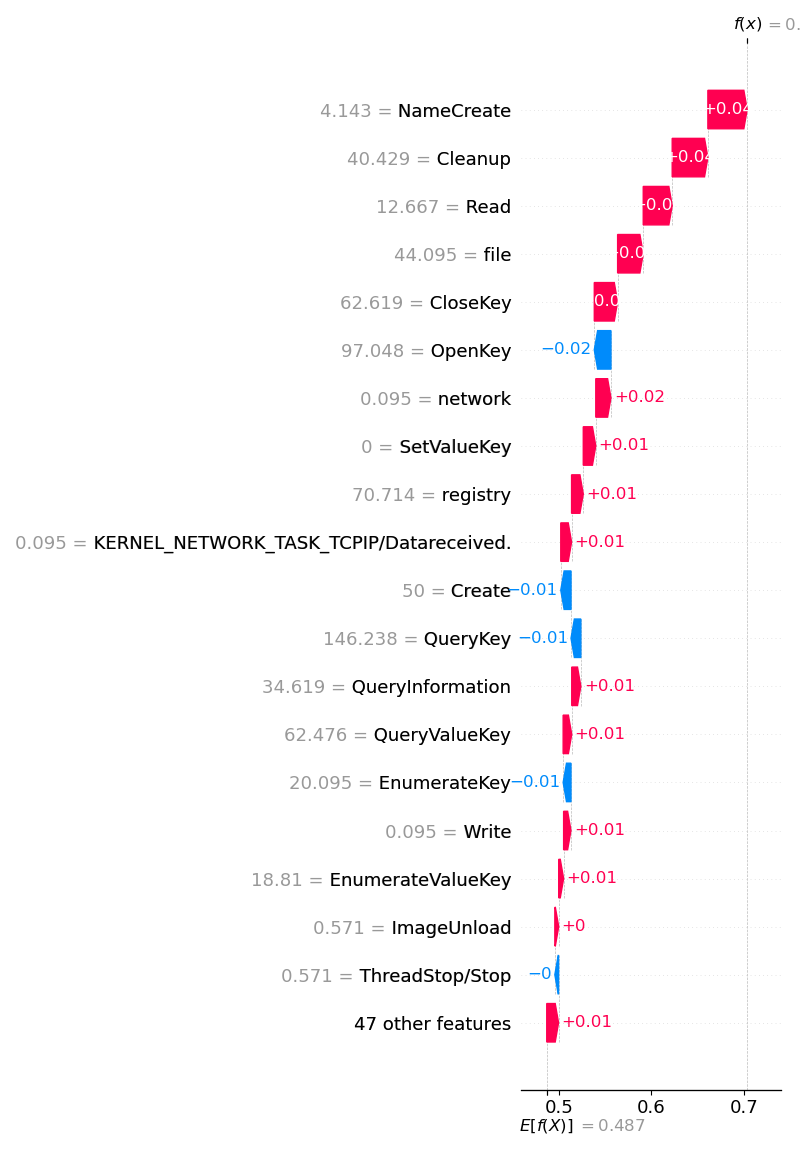 f(x) = 0.
4.143 = NameCreate +0.04
40.429 = Cleanup +0.04
12.667 = Read
44.095 = file
62.619 = CloseKey
97.048 = OpenKey −0.02
0.095 = network +0.02
0 = SetValueKey +0.01
70.714 = registry +0.01
0.095 = KERNEL_NETWORK_TASK_TCPIP/Datareceived. +0.01
50 = Create −0.01
146.238 = QueryKey −0.01
34.619 = QueryInformation +0.01
62.476 = QueryValueKey +0.01
20.095 = EnumerateKey −0.01
0.095 = Write +0.01
18.81 = EnumerateValueKey +0.01
0.571 = ImageUnload +0
0.571 = ThreadStop/Stop −0
47 other features +0.01
0.5 0.6 0.7
E[f(X)] = 0.487